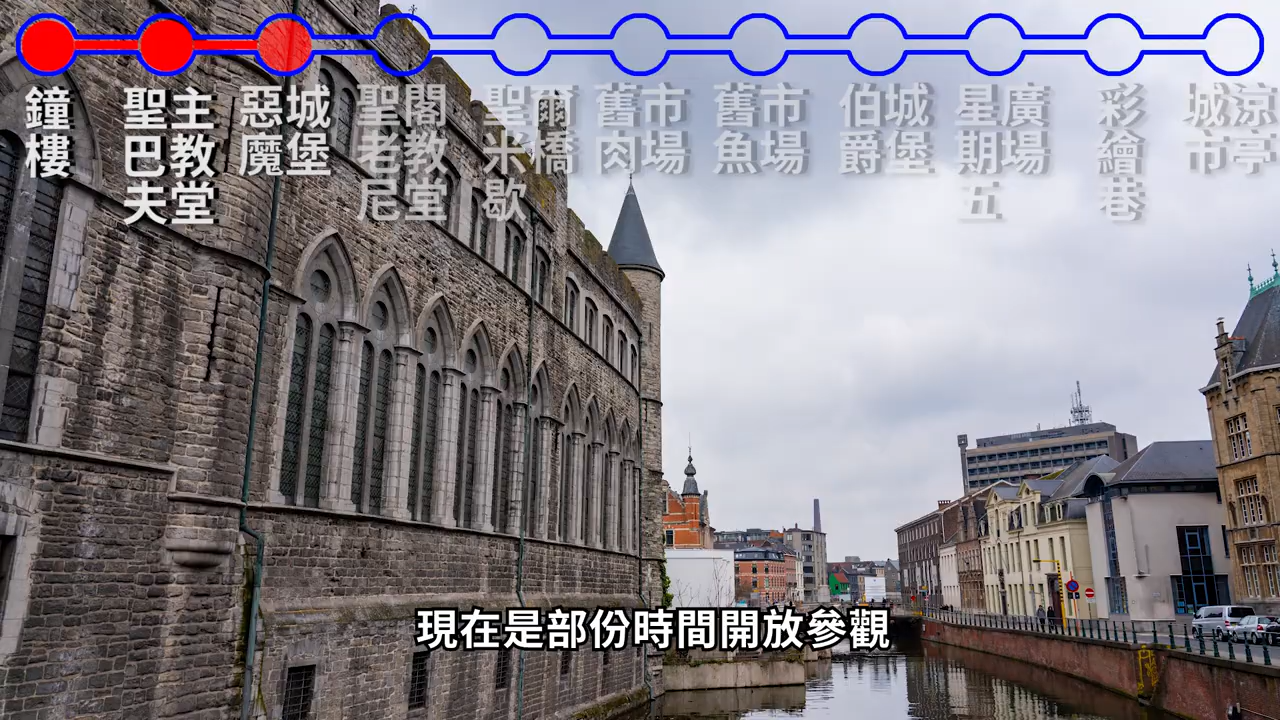 鐘樓
聖巴夫主教堂
惡魔城堡
聖老尼閣教堂
聖米歇爾橋
舊肉市場
舊魚市場
伯爵城堡
星期五廣場
彩繪巷
城市涼亭
現在是部份時間開放參觀